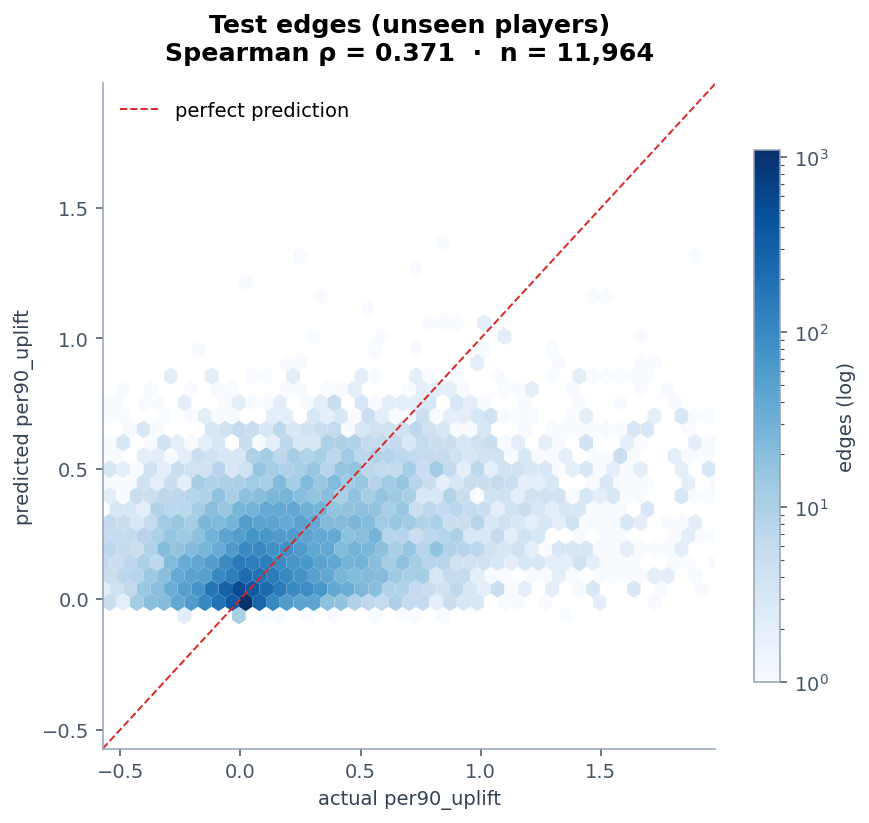 Test edges (unseen players)
Spearman ρ = 0.371 · n = 11,964
perfect prediction
predicted per90_uplift
1.5
1.0
0.5
0.0
−0.5
−0.5
0.0
0.5
1.0
1.5
actual per90_uplift
10³
10²
10¹
10⁰
edges (log)